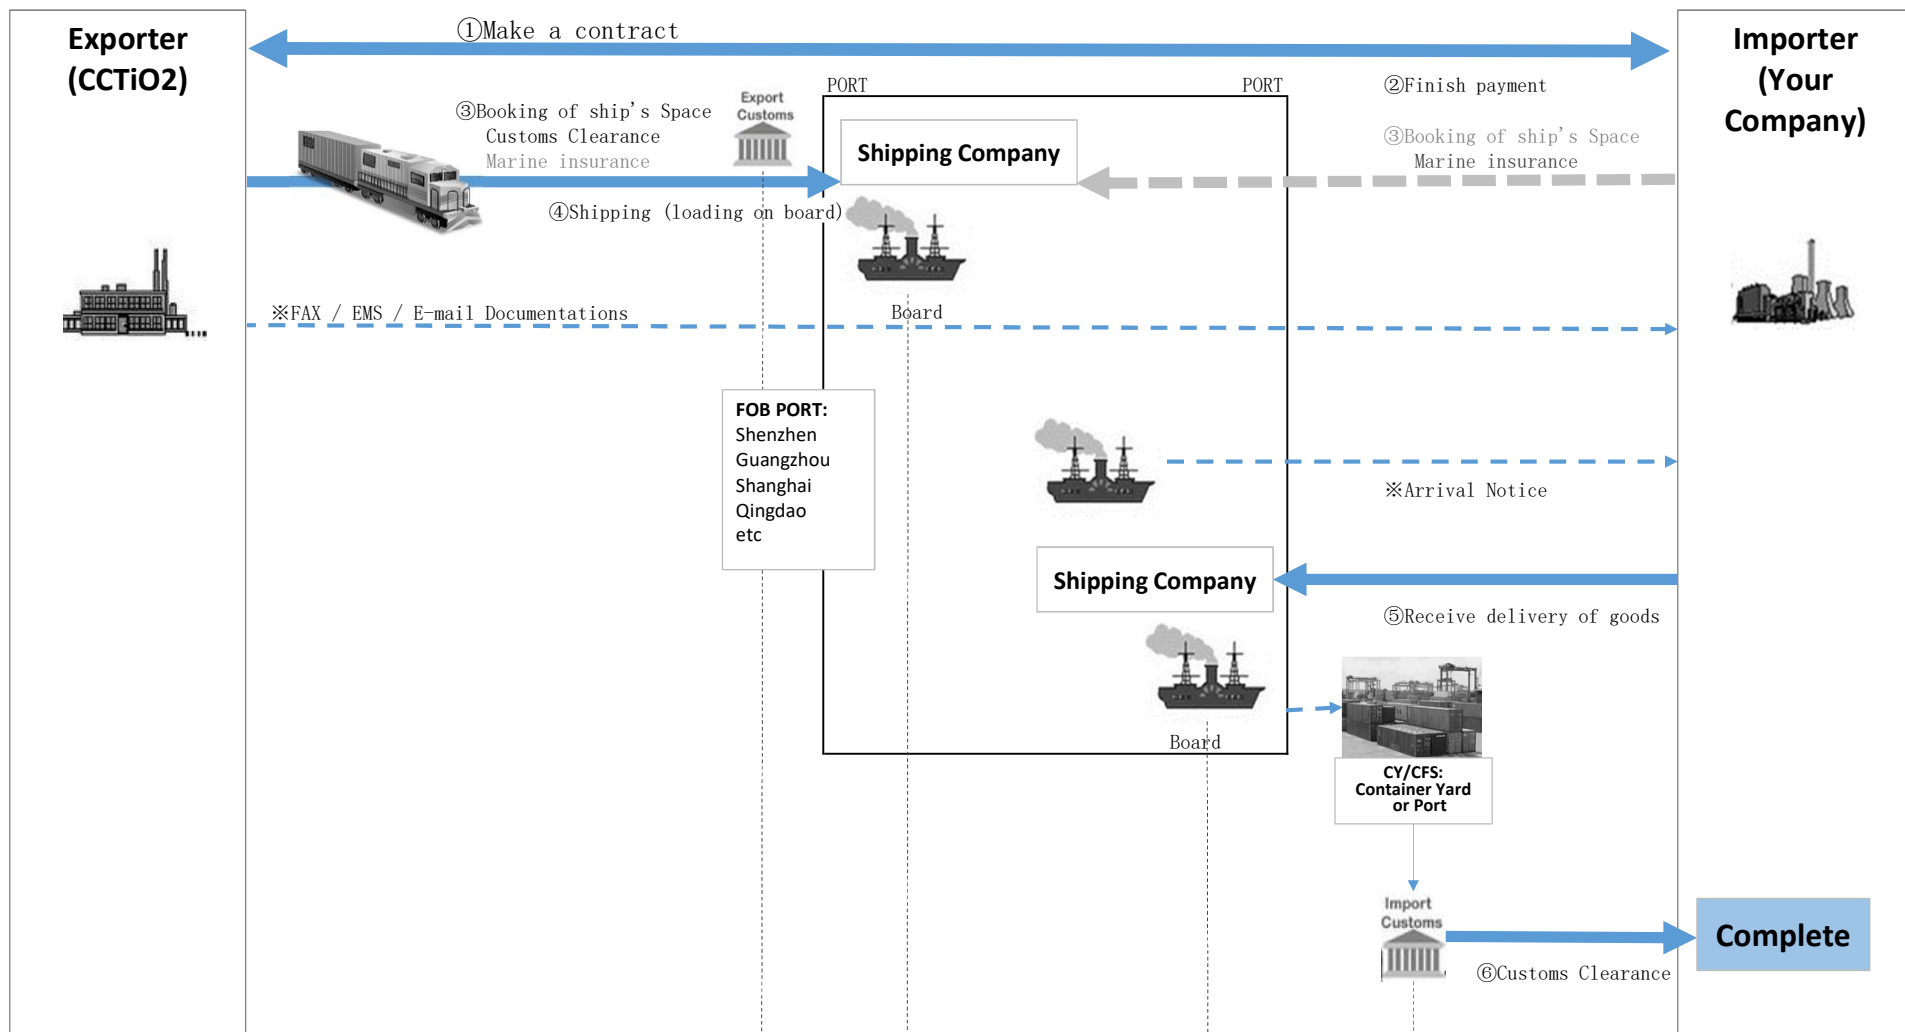 Exporter
(CCTiO2)
①Make a contract
Importer
(Your
Company)
PORT
PORT
②Finish payment
③Booking of ship's Space
Customs Clearance
Marine insurance
Export
Customs
Shipping Company
③Booking of ship's Space
Marine insurance
④Shipping (loading on board)
Board
※FAX / EMS / E-mail Documentations
FOB PORT:
Shenzhen
Guangzhou
Shanghai
Qingdao
etc
※Arrival Notice
Shipping Company
⑤Receive delivery of goods
Board
CY/CFS:
Container Yard
or Port
Import
Customs
Complete
⑥Customs Clearance